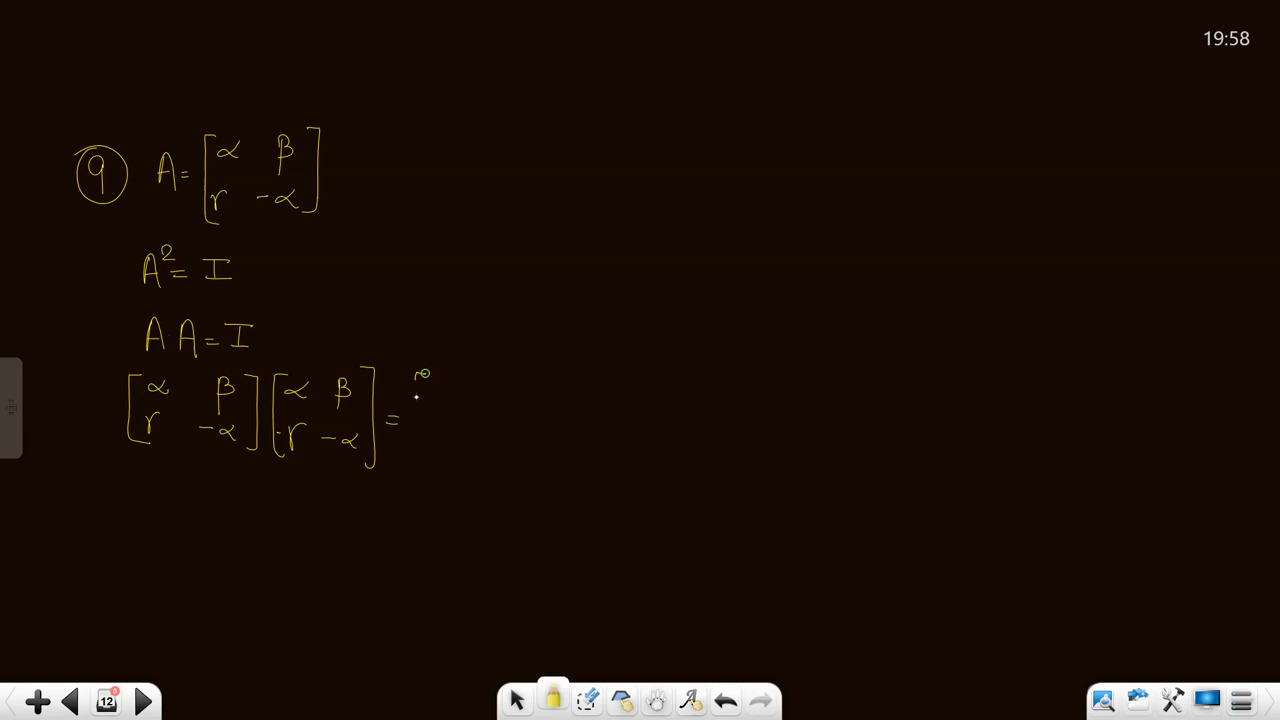 19:58
9 A = [ α β
r -α ]
A² = I
A A = I
[ α β [ α β
r -α ] r -α ] =
12